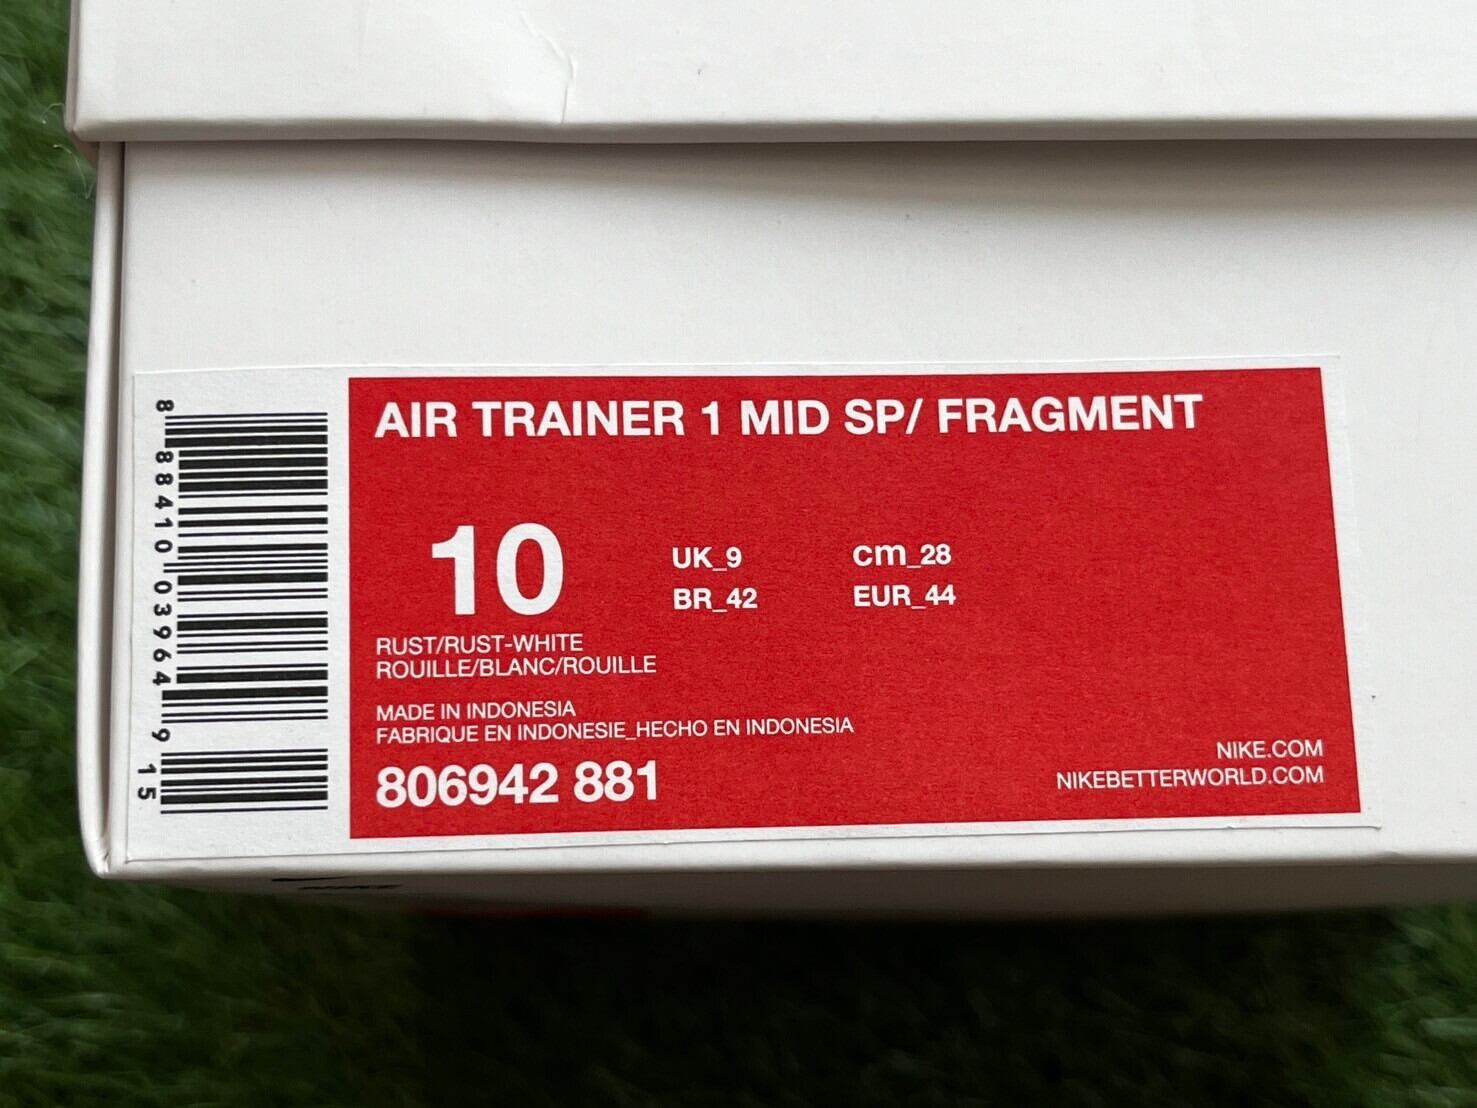 AIR TRAINER 1 MID SP/ FRAGMENT
10
UK_9 cm_28
BR_42 EUR_44
RUST/RUST-WHITE
ROUILLE/BLANC/ROUILLE
MADE IN INDONESIA
FABRIQUE EN INDONESIE_HECHO EN INDONESIA
806942 881
NIKE.COM
NIKEBETTERWORLD.COM
8 88410 03964 9 15
NIKE